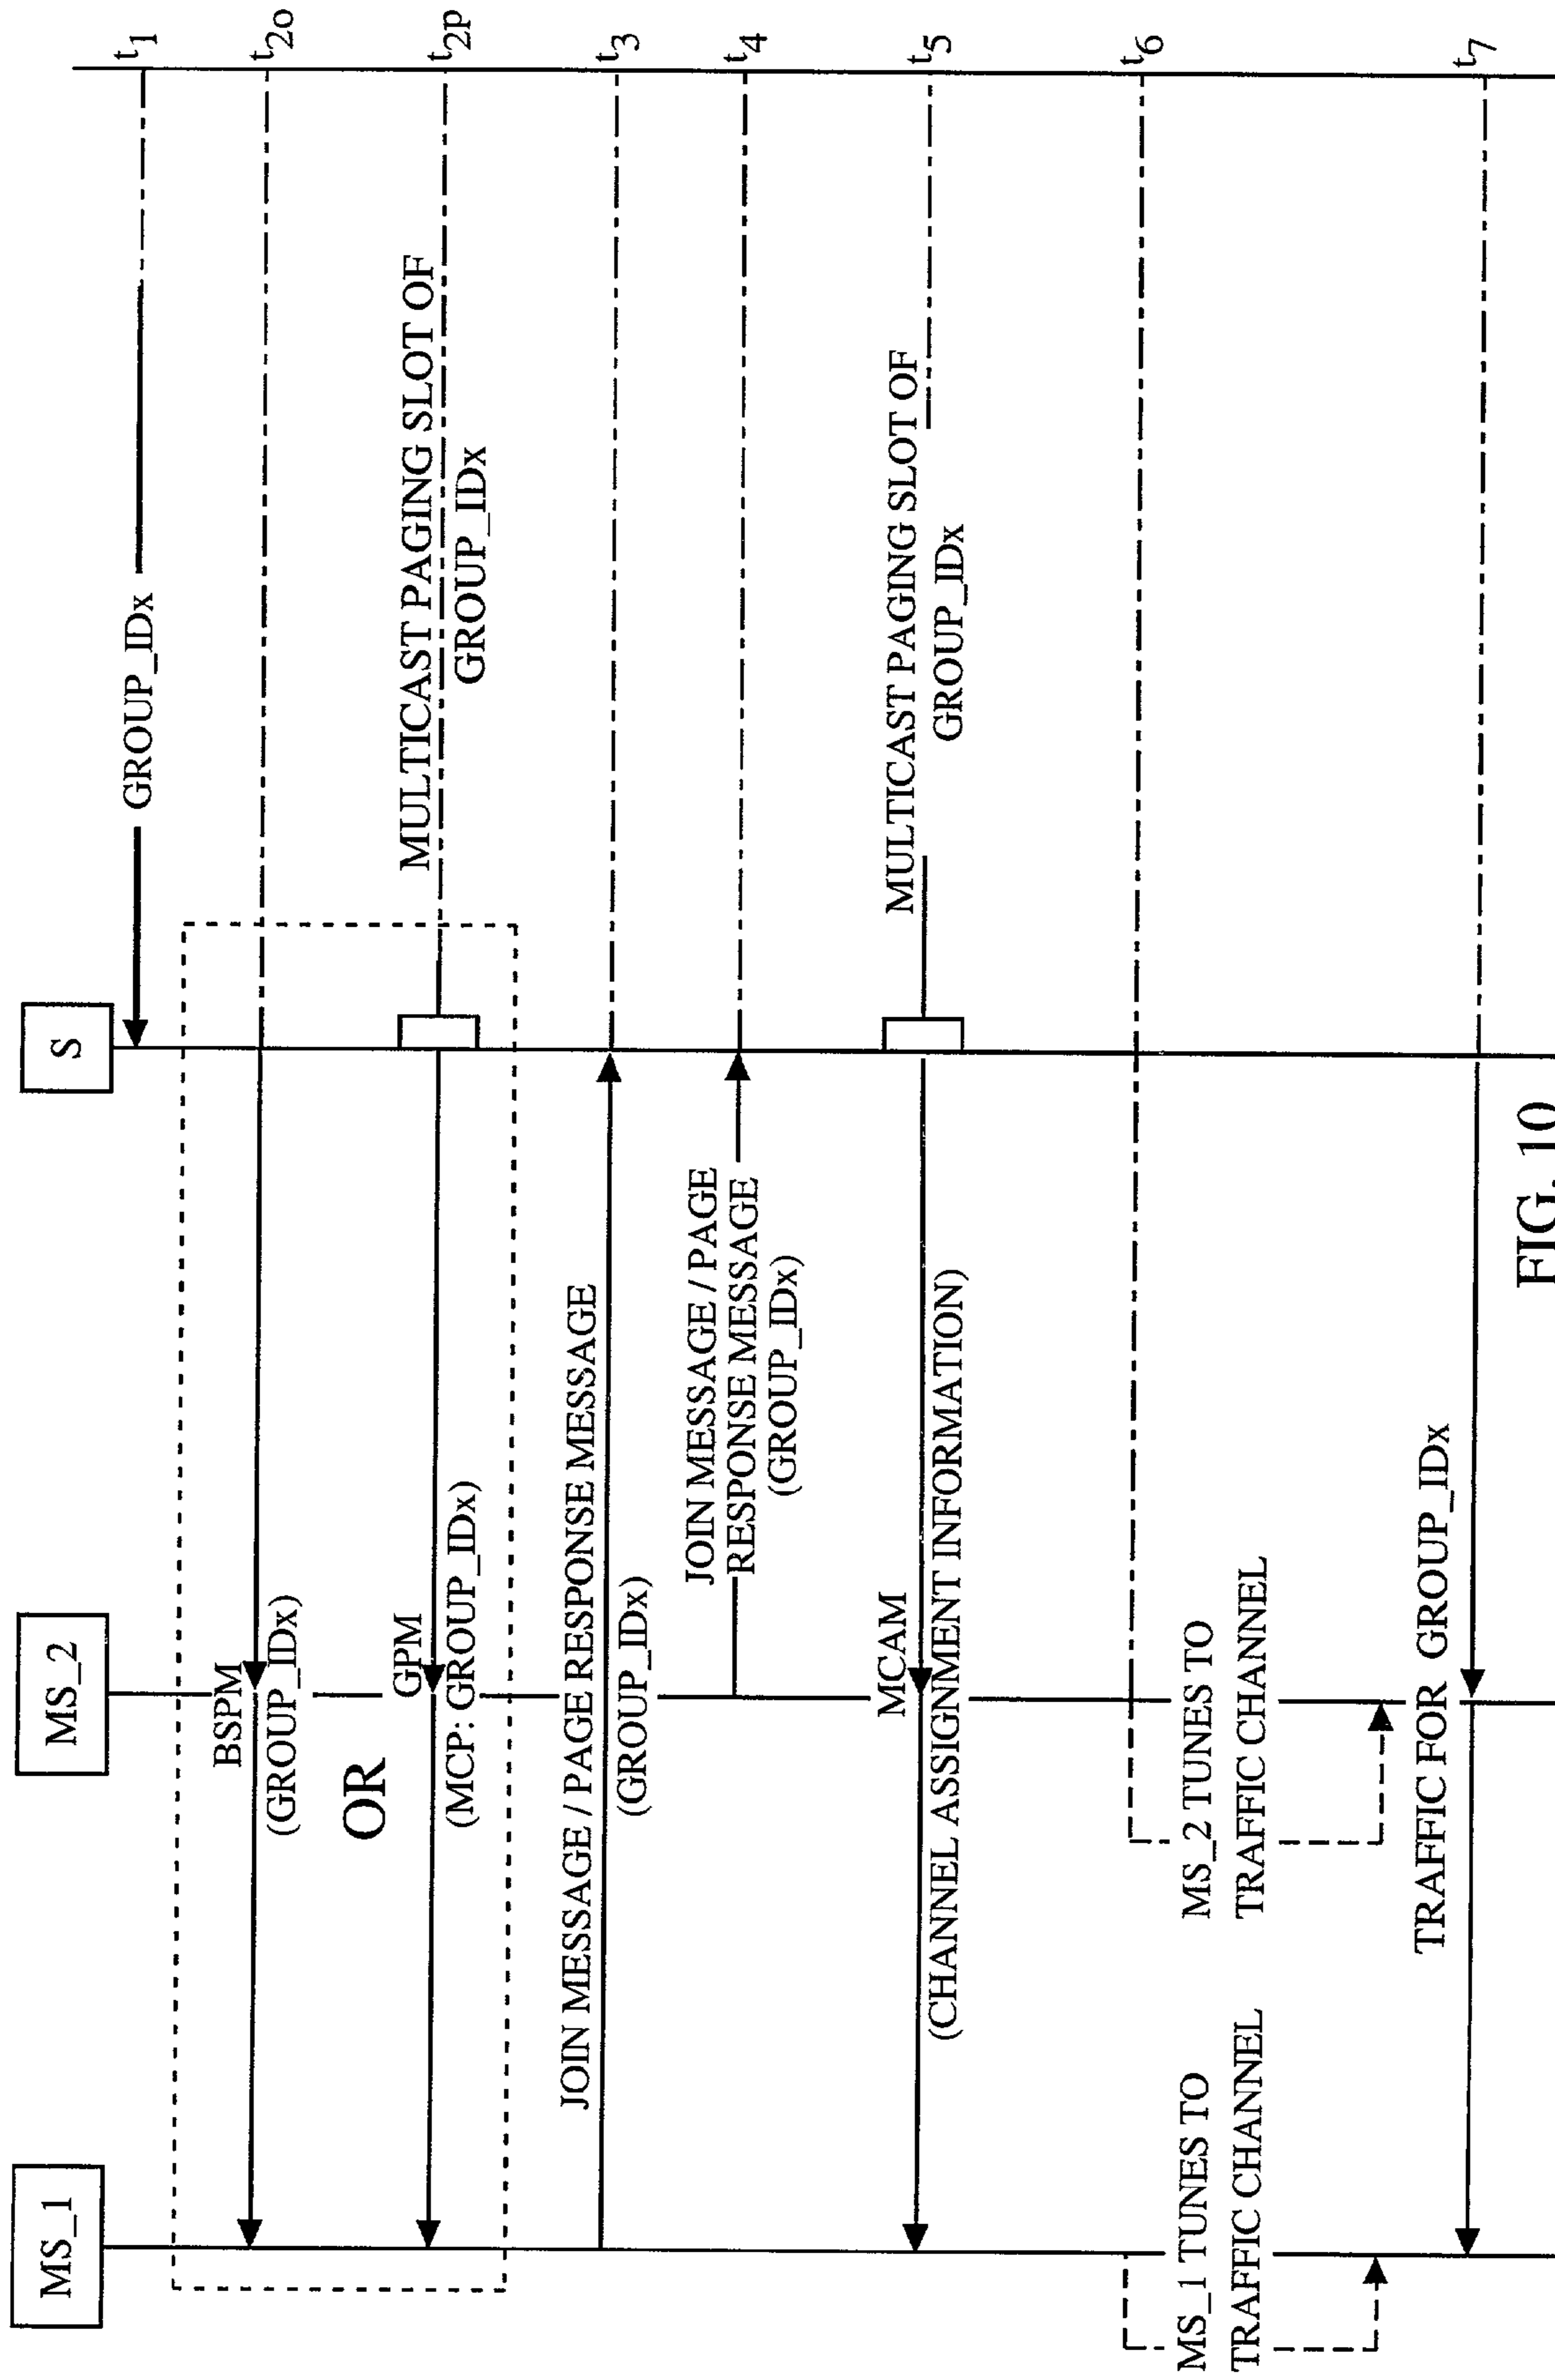 MS_1
MS_2
S
GROUP_IDx
t1
BSPM
(GROUP_IDx)
t2o
OR
GPM
(MCP: GROUP_IDx)
MULTICAST PAGING SLOT OF
GROUP_IDx
t2p
JOIN MESSAGE / PAGE RESPONSE MESSAGE
(GROUP_IDx)
t3
JOIN MESSAGE / PAGE
RESPONSE MESSAGE
(GROUP_IDx)
t4
MCAM
(CHANNEL ASSIGNMENT INFORMATION)
MULTICAST PAGING SLOT OF
GROUP_IDx
t5
MS_1 TUNES TO
TRAFFIC CHANNEL
MS_2 TUNES TO
TRAFFIC CHANNEL
t6
TRAFFIC FOR GROUP_IDx
t7
FIG. 10